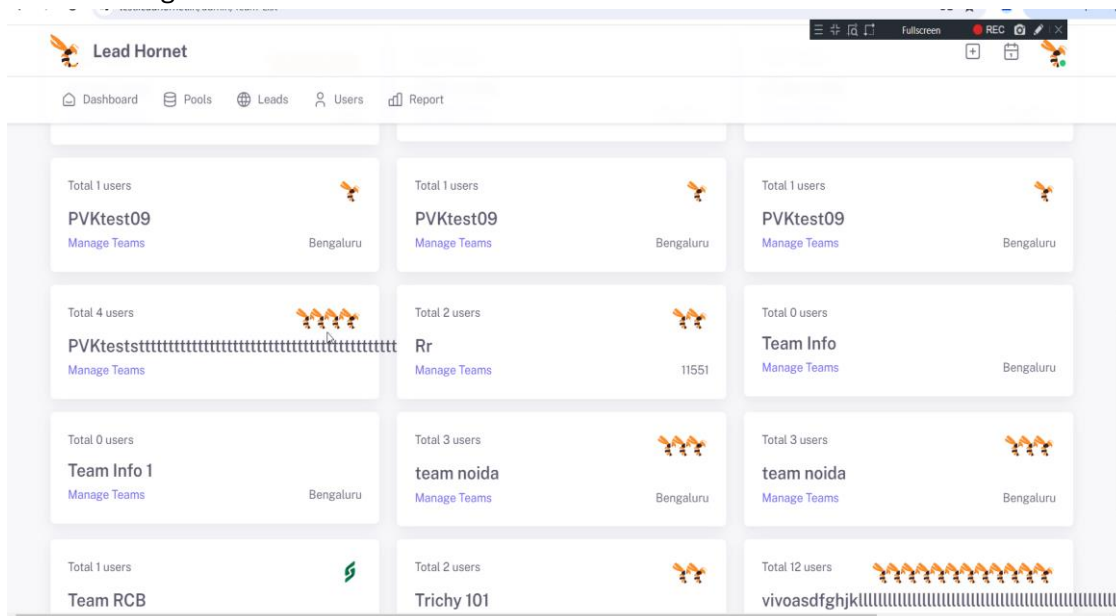 Fullscreen
REC
Lead Hornet
Dashboard Pools Leads Users Report
Total 1 users Total 1 users Total 1 users
PVKtest09 PVKtest09 PVKtest09
Manage Teams Bengaluru Manage Teams Bengaluru Manage Teams Bengaluru
Total 4 users Total 2 users Total 0 users
Rr Team Info
Manage Teams Manage Teams 11551 Manage Teams Bengaluru
Total 0 users Total 3 users Total 3 users
Team Info 1 team noida team noida
Manage Teams Bengaluru Manage Teams Bengaluru Manage Teams Bengaluru
Total 1 users Total 2 users Total 12 users
Team RCB Trichy 101